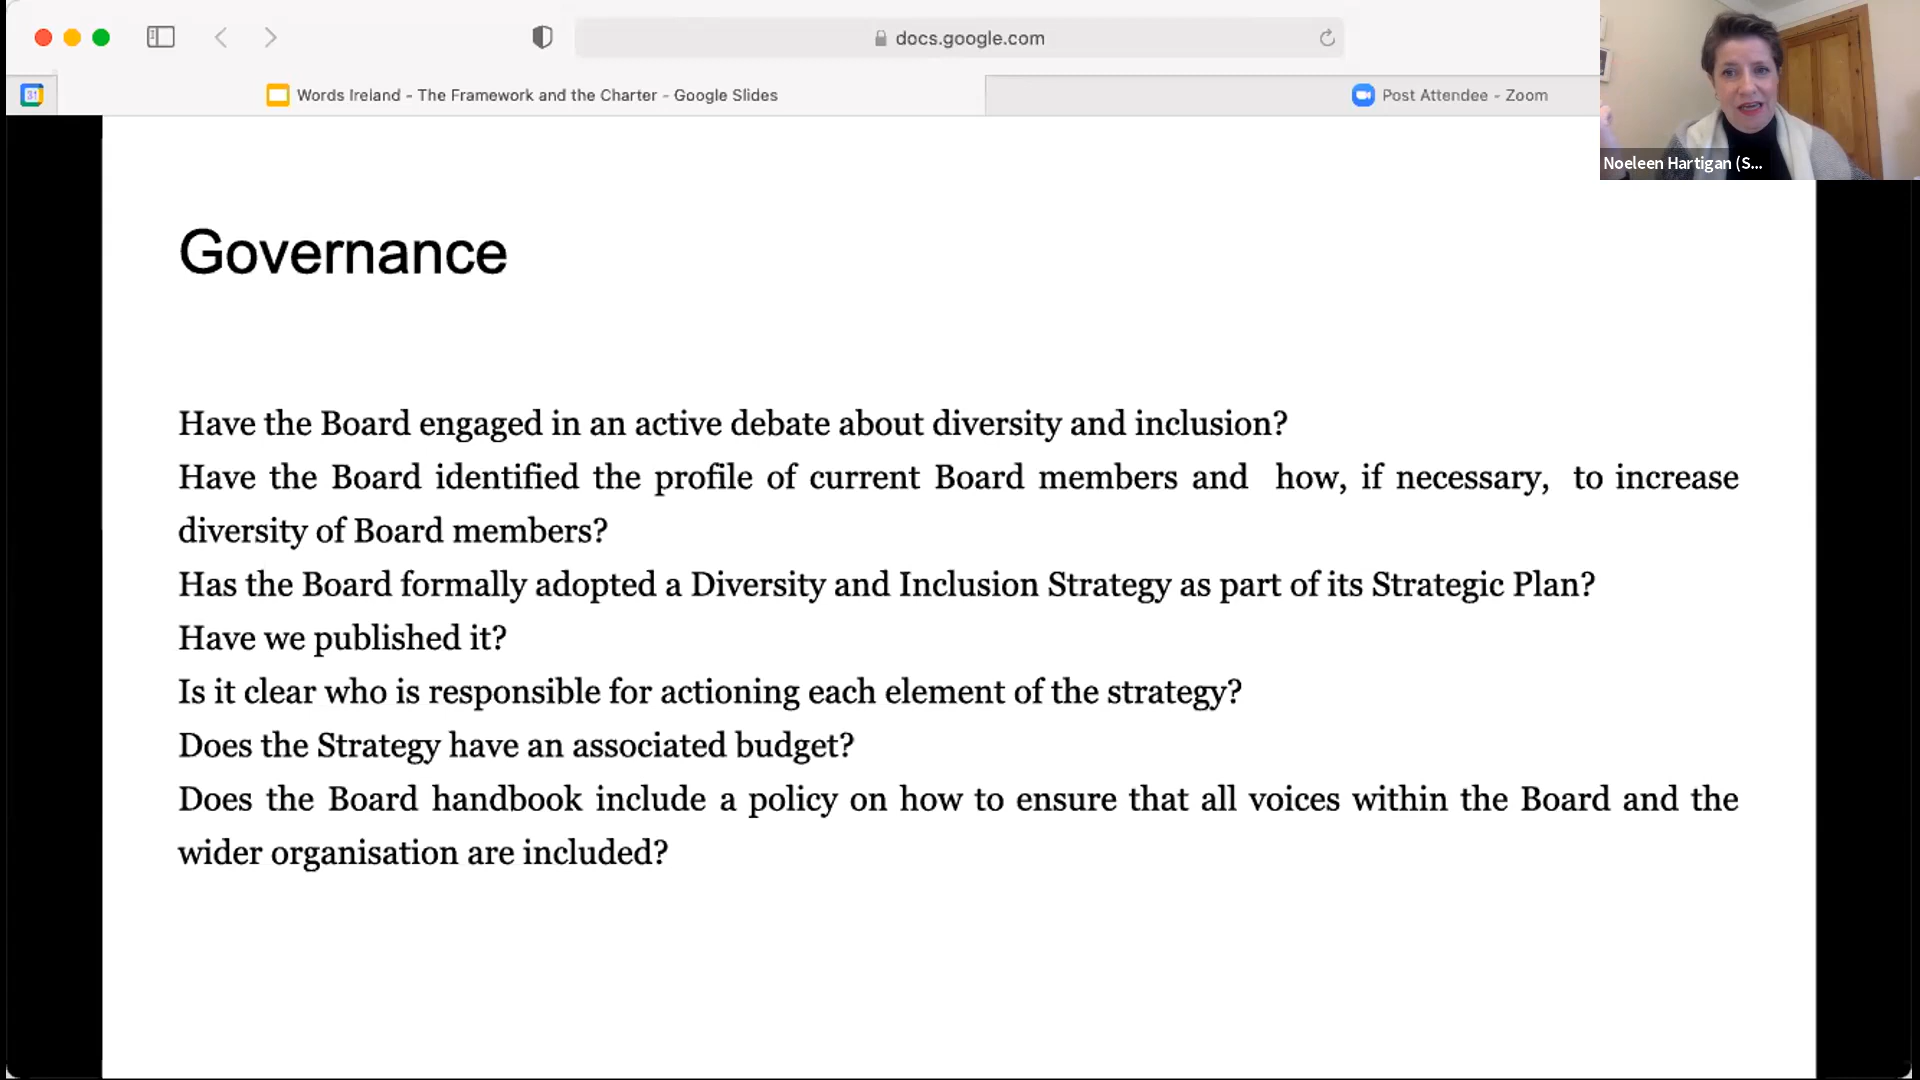 docs.google.com
31
Words Ireland - The Framework and the Charter - Google Slides
Post Attendee - Zoom
Noeleen Hartigan (S...
Governance
Have the Board engaged in an active debate about diversity and inclusion?
Have the Board identified the profile of current Board members and how, if necessary, to increase
diversity of Board members?
Has the Board formally adopted a Diversity and Inclusion Strategy as part of its Strategic Plan?
Have we published it?
Is it clear who is responsible for actioning each element of the strategy?
Does the Strategy have an associated budget?
Does the Board handbook include a policy on how to ensure that all voices within the Board and the
wider organisation are included?